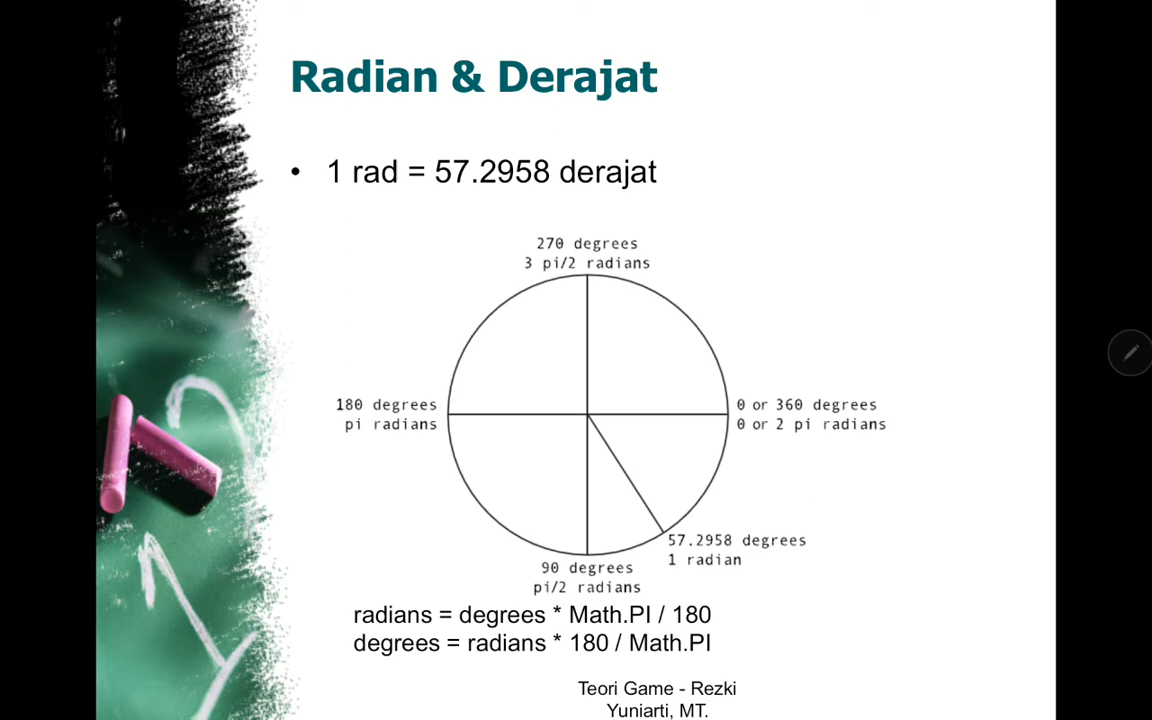 Radian & Derajat
• 1 rad = 57.2958 derajat
270 degrees
3 pi/2 radians
180 degrees
pi radians
0 or 360 degrees
0 or 2 pi radians
57.2958 degrees
1 radian
90 degrees
pi/2 radians
radians = degrees * Math.PI / 180
degrees = radians * 180 / Math.PI
Teori Game - Rezki
Yuniarti, MT.